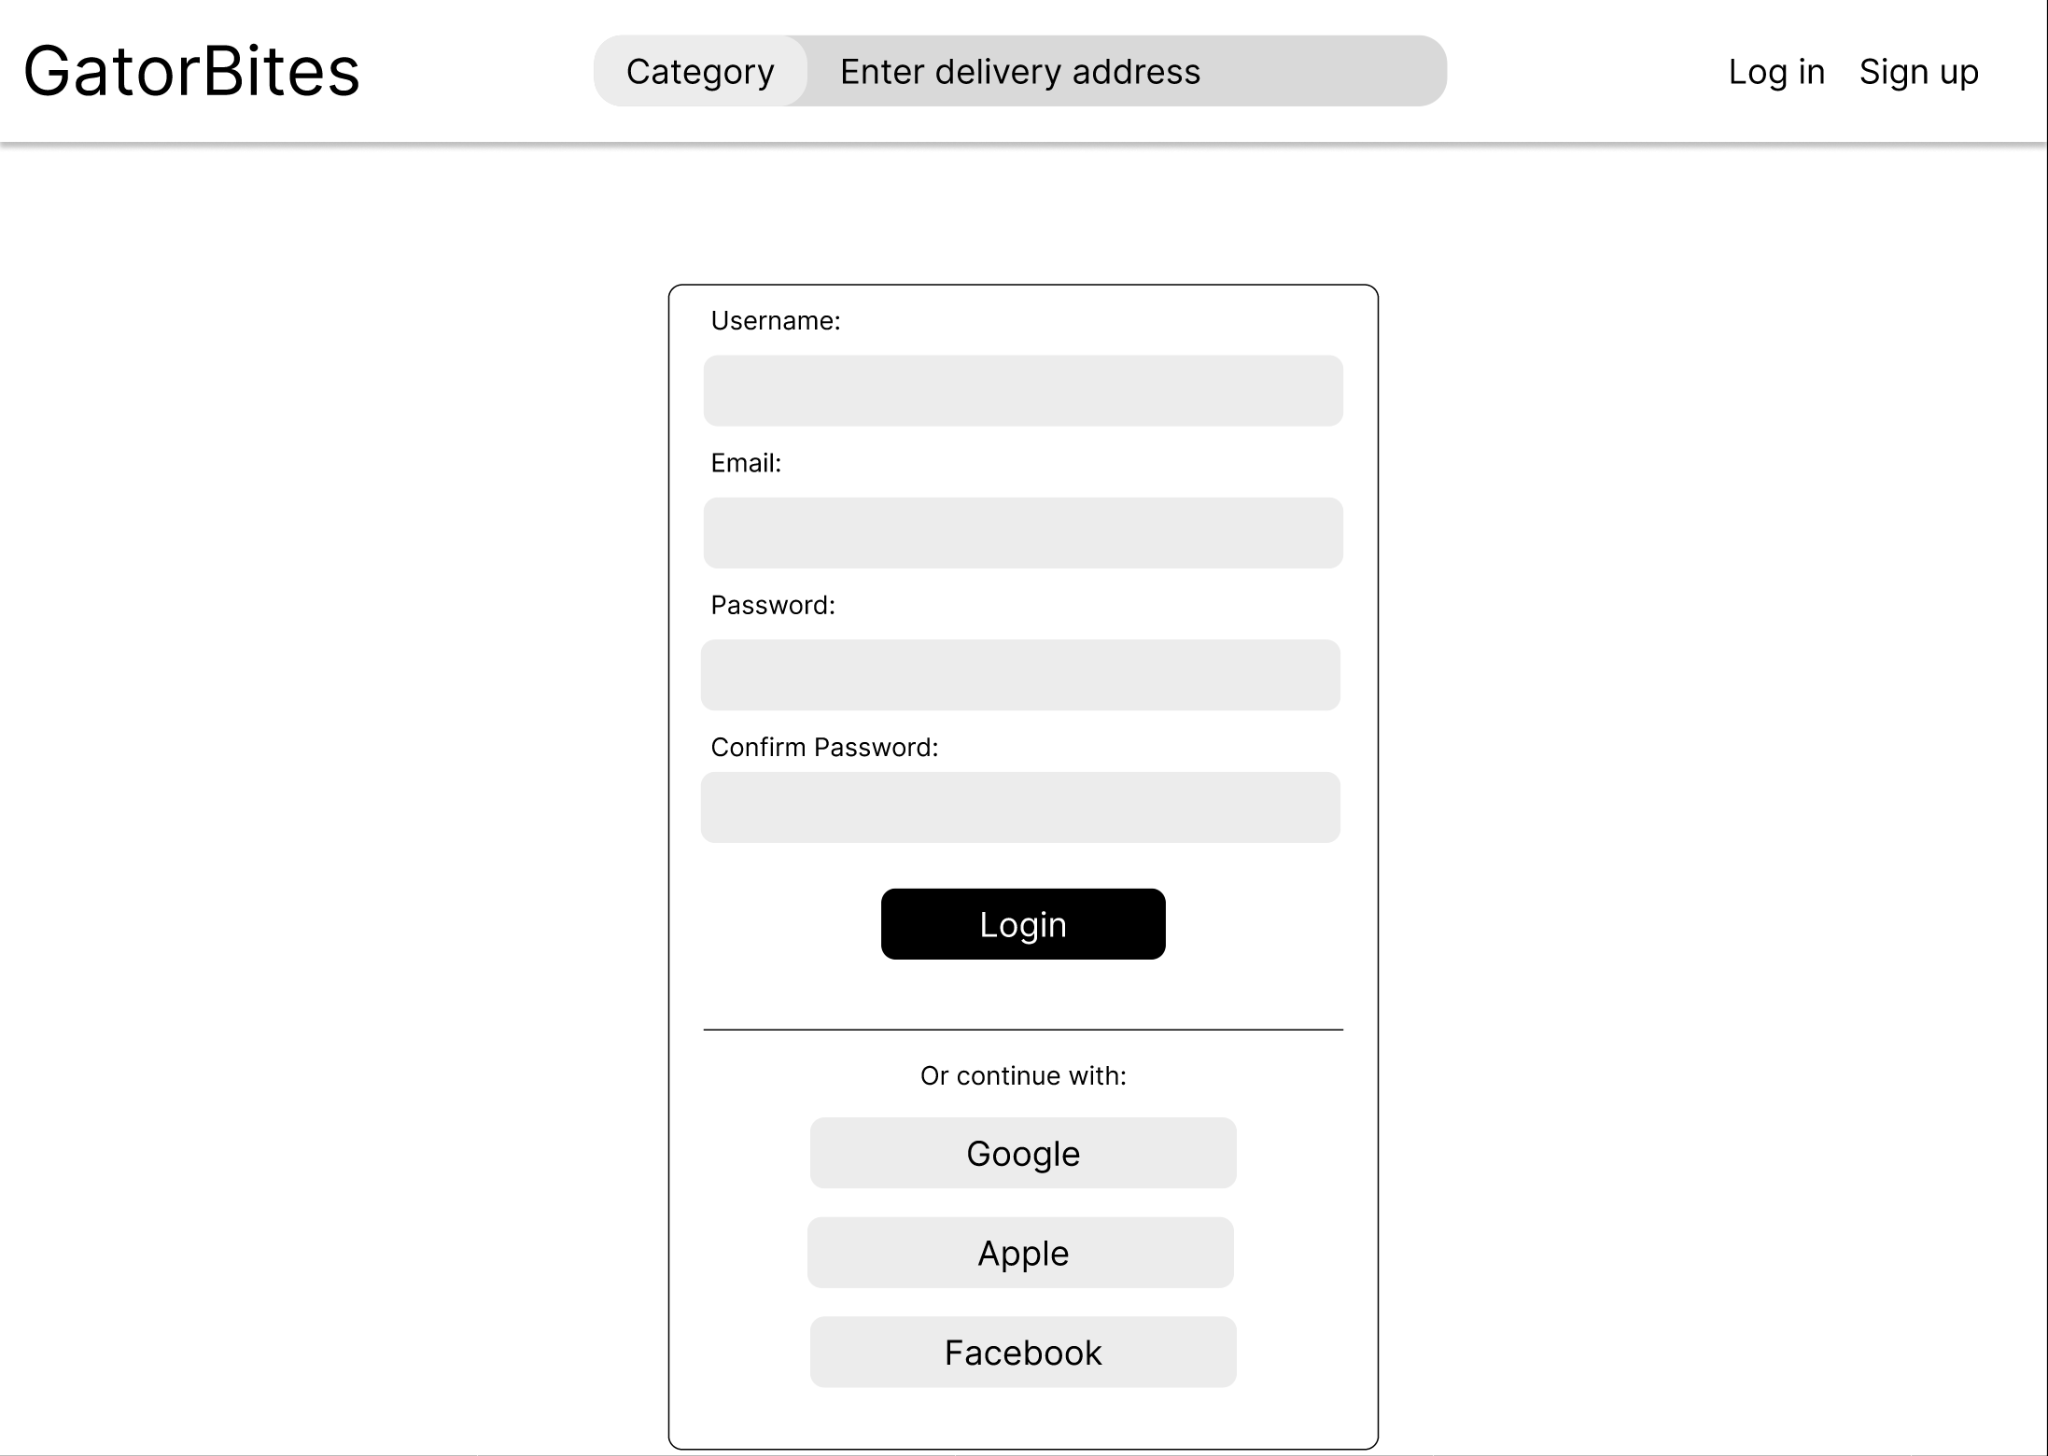 GatorBites
Category
Enter delivery address
Log in
Sign up
Username:
Email:
Password:
Confirm Password:
Login
Or continue with:
Google
Apple
Facebook